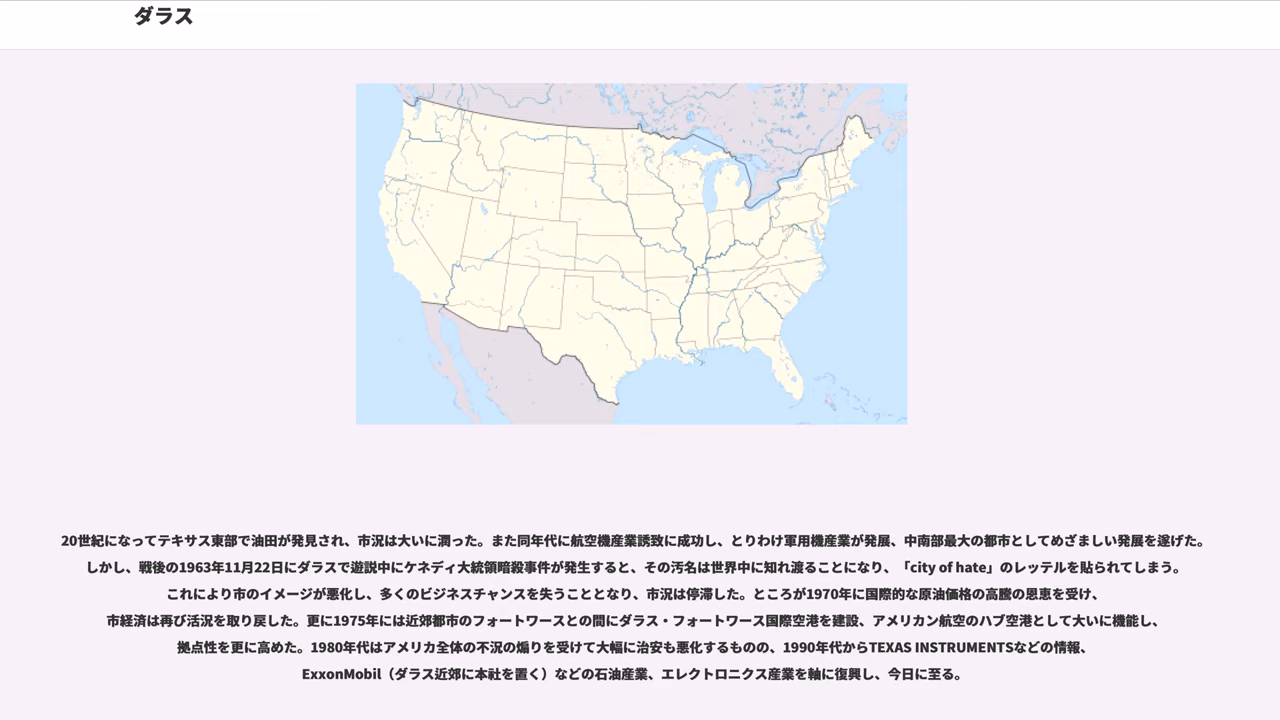 ダラス
20世紀になってテキサス東部で油田が発見され、市況は大いに潤った。また同年代に航空機産業誘致に成功し、とりわけ軍用機産業が発展、中南部最大の都市としてめざましい発展を遂げた。
しかし、戦後の1963年11月22日にダラスで遊説中にケネディ大統領暗殺事件が発生すると、その汚名は世界中に知れ渡ることになり、「city of hate」のレッテルを貼られてしまう。
これにより市のイメージが悪化し、多くのビジネスチャンスを失うこととなり、市況は停滞した。ところが1970年に国際的な原油価格の高騰の恩恵を受け、
市経済は再び活況を取り戻した。更に1975年には近郊都市のフォートワースとの間にダラス・フォートワース国際空港を建設、アメリカン航空のハブ空港として大いに機能し、
拠点性を更に高めた。1980年代はアメリカ全体の不況の煽りを受けて大幅に治安も悪化するものの、1990年代からTEXAS INSTRUMENTSなどの情報、
ExxonMobil（ダラス近郊に本社を置く）などの石油産業、エレクトロニクス産業を軸に復興し、今日に至る。